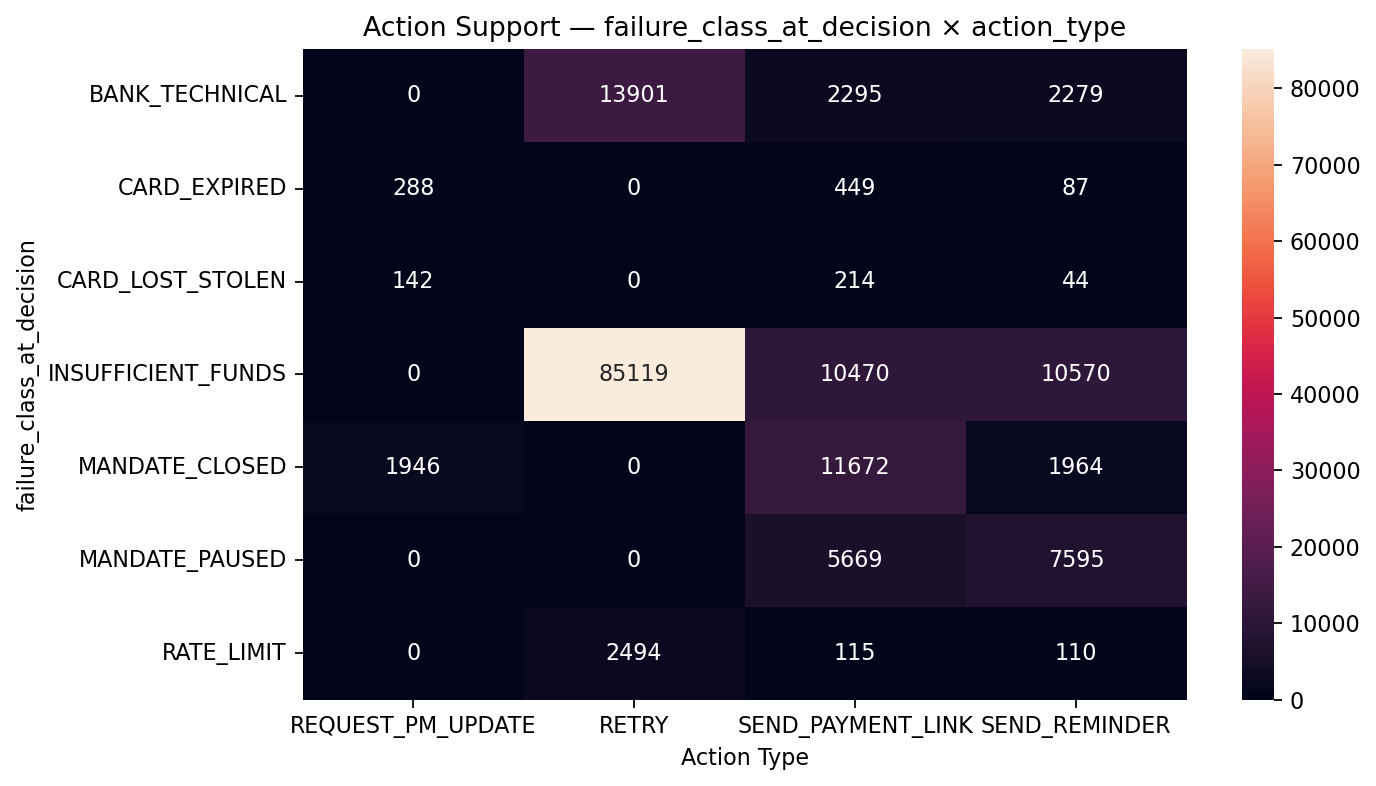 Action Support — failure_class_at_decision × action_type
failure_class_at_decision
BANK_TECHNICAL 0 13901 2295 2279
CARD_EXPIRED 288 0 449 87
CARD_LOST_STOLEN 142 0 214 44
INSUFFICIENT_FUNDS 0 85119 10470 10570
MANDATE_CLOSED 1946 0 11672 1964
MANDATE_PAUSED 0 0 5669 7595
RATE_LIMIT 0 2494 115 110
REQUEST_PM_UPDATE RETRY SEND_PAYMENT_LINK SEND_REMINDER
Action Type
80000
70000
60000
50000
40000
30000
20000
10000
0